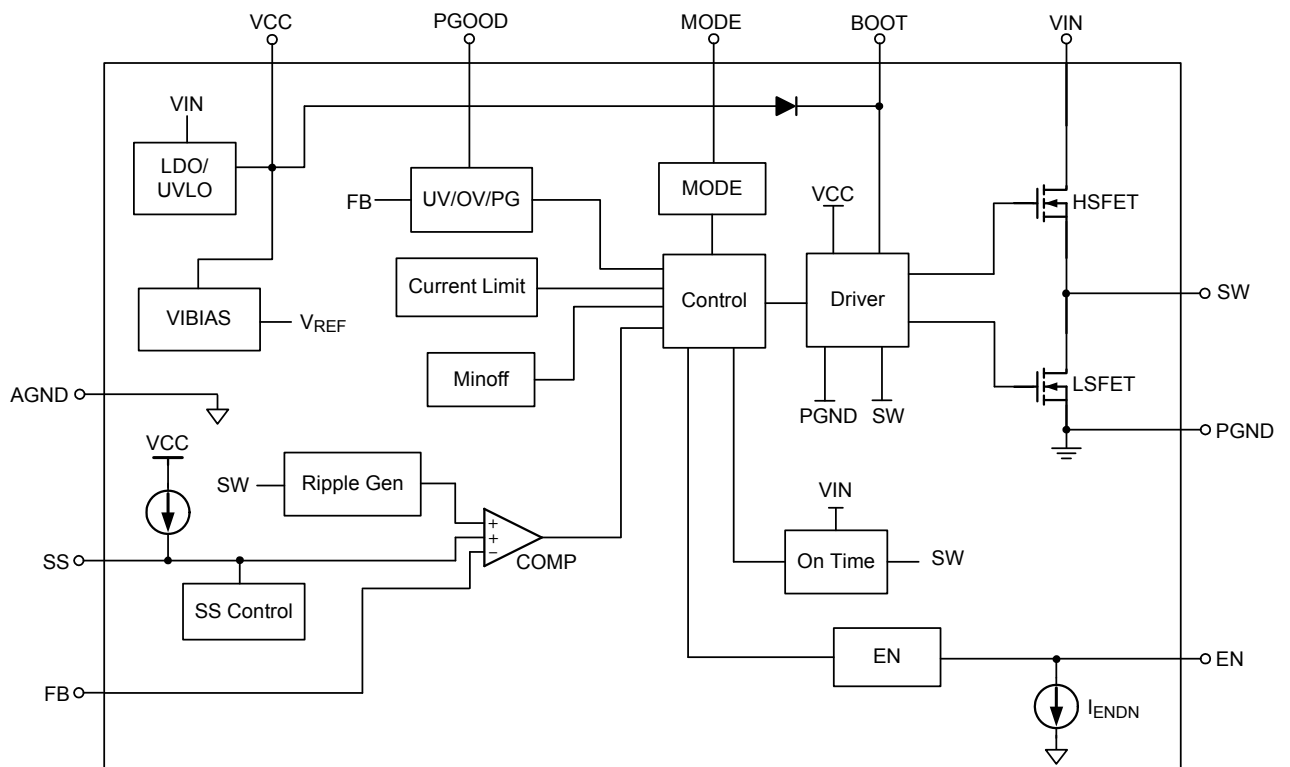 VCC
PGOOD
MODE
BOOT
VIN
VIN
LDO/
UVLO
FB
UV/OV/PG
MODE
VCC
HSFET
Current Limit
Control
Driver
SW
VIBIAS
VREF
Minoff
LSFET
AGND
PGND
SW
PGND
VCC
SW
Ripple Gen
VIN
+
+
−
SS
COMP
On Time
SW
SS Control
EN
EN
FB
IENDN